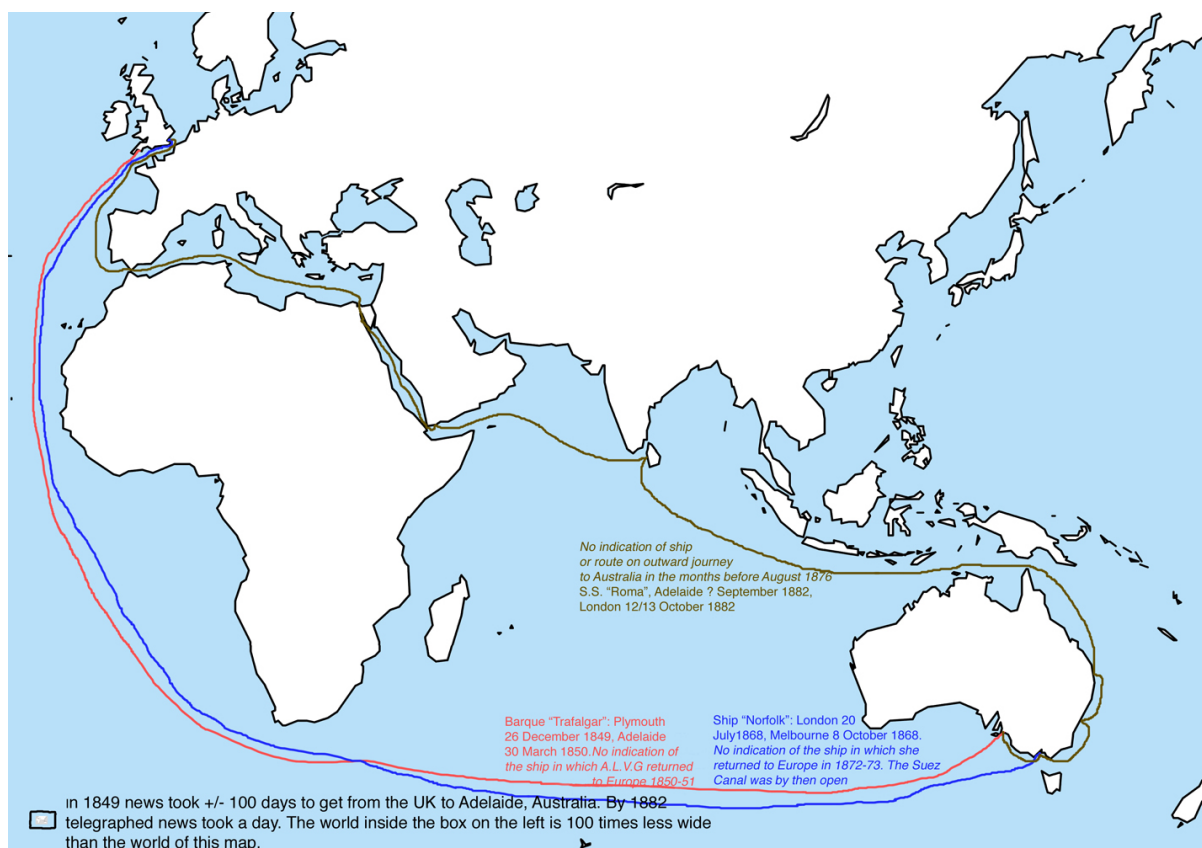 No indication of ship
or route on outward journey
to Australia in the months before August 1876
S.S. “Roma”, Adelaide ? September 1882,
London 12/13 October 1882
Barque “Trafalgar”: Plymouth
26 December 1849, Adelaide
30 March 1850. No indication of
the ship in which A.L.V.G returned
to Europe 1850-51
Ship “Norfolk”: London 20
July1868, Melbourne 8 October 1868.
No indication of the ship in which she
returned to Europe in 1872-73. The Suez
Canal was by then open
In 1849 news took +/- 100 days to get from the UK to Adelaide, Australia. By 1882
telegraphed news took a day. The world inside the box on the left is 100 times less wide
than the world of this map.